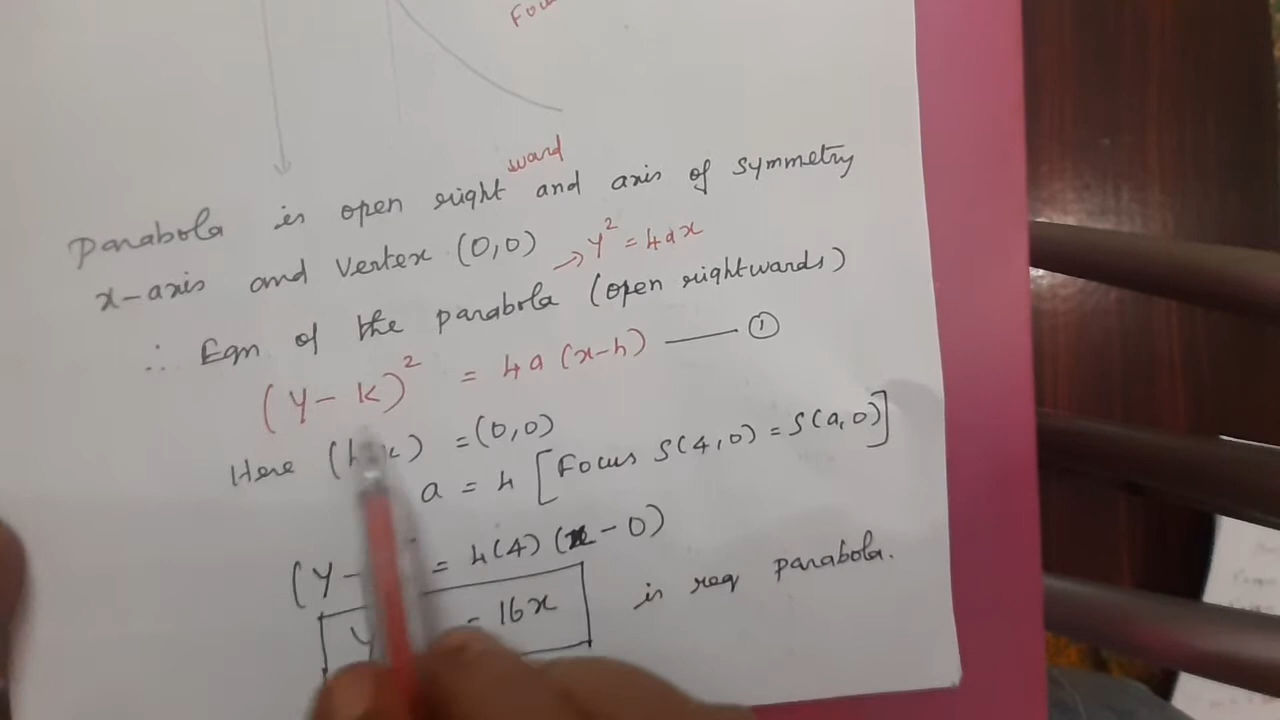 ward
Parabola is open right and axis of symmetry
x-axis and Vertex (0,0) → y² = 4ax
∴ Eqn of the parabola (open rightwards)
(y-k)² = 4a(x-h) —— ①
Here (h,k) = (0,0)
a = 4 [Focus S(4,0) = S(a,0)]
(y- = 4(4)(x-0)
y = 16x is req parabola.